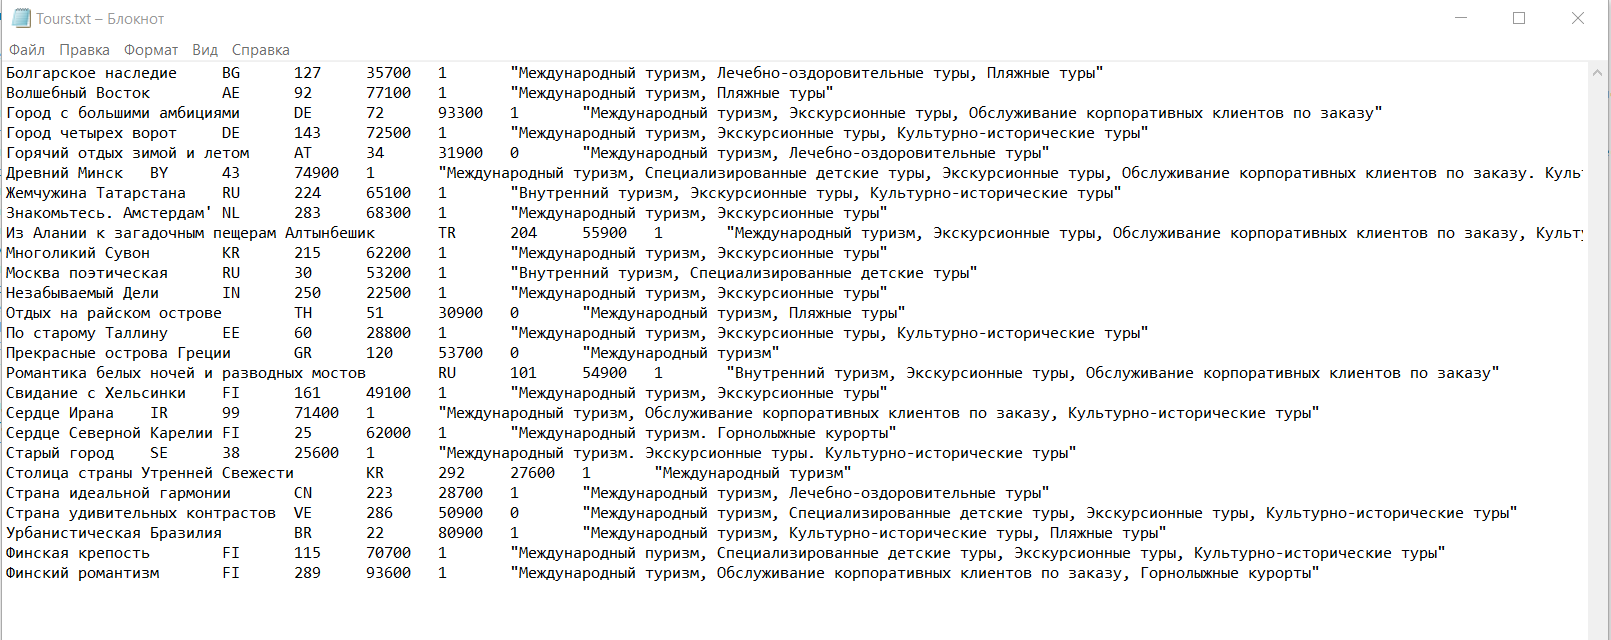 Tours.txt – Блокнот
Файл Правка Формат Вид Справка
Болгарское наследие BG 127 35700 1 "Международный туризм, Лечебно-оздоровительные туры, Пляжные туры"
Волшебный Восток AE 92 77100 1 "Международный туризм, Пляжные туры"
Город с большими амбициями DE 72 93300 1 "Международный туризм, Экскурсионные туры, Обслуживание корпоративных клиентов по заказу"
Город четырех ворот DE 143 72500 1 "Международный туризм, Экскурсионные туры, Культурно-исторические туры"
Горячий отдых зимой и летом AT 34 31900 0 "Международный туризм, Лечебно-оздоровительные туры"
Древний Минск BY 43 74900 1 "Международный туризм, Специализированные детские туры, Экскурсионные туры, Обслуживание корпоративных клиентов по заказу. Куль
Жемчужина Татарстана RU 224 65100 1 "Внутренний туризм, Экскурсионные туры, Культурно-исторические туры"
Знакомьтесь. Амстердам' NL 283 68300 1 "Международный туризм, Экскурсионные туры"
Из Алании к загадочным пещерам Алтынбешик TR 204 55900 1 "Международный туризм, Экскурсионные туры, Обслуживание корпоративных клиентов по заказу, Культу
Многоликий Сувон KR 215 62200 1 "Международный туризм, Экскурсионные туры"
Москва поэтическая RU 30 53200 1 "Внутренний туризм, Специализированные детские туры"
Незабываемый Дели IN 250 22500 1 "Международный туризм, Экскурсионные туры"
Отдых на райском острове TH 51 30900 0 "Международный туризм, Пляжные туры"
По старому Таллину EE 60 28800 1 "Международный туризм, Экскурсионные туры, Культурно-исторические туры"
Прекрасные острова Греции GR 120 53700 0 "Международный туризм"
Романтика белых ночей и разводных мостов RU 101 54900 1 "Внутренний туризм, Экскурсионные туры, Обслуживание корпоративных клиентов по заказу"
Свидание с Хельсинки FI 161 49100 1 "Международный туризм, Экскурсионные туры"
Сердце Ирана IR 99 71400 1 "Международный туризм, Обслуживание корпоративных клиентов по заказу, Культурно-исторические туры"
Сердце Северной Карелии FI 25 62000 1 "Международный туризм. Горнолыжные курорты"
Старый город SE 38 25600 1 "Международный туризм. Экскурсионные туры. Культурно-исторические туры"
Столица страны Утренней Свежести KR 292 27600 1 "Международный туризм"
Страна идеальной гармонии CN 223 28700 1 "Международный туризм, Лечебно-оздоровительные туры"
Страна удивительных контрастов VE 286 50900 0 "Международный туризм, Специализированные детские туры, Экскурсионные туры, Культурно-исторические туры"
Урбанистическая Бразилия BR 22 80900 1 "Международный туризм, Культурно-исторические туры, Пляжные туры"
Финская крепость FI 115 70700 1 "Международный пуризм, Специализированные детские туры, Экскурсионные туры, Культурно-исторические туры"
Финский романтизм FI 289 93600 1 "Международный туризм, Обслуживание корпоративных клиентов по заказу, Горнолыжные курорты"